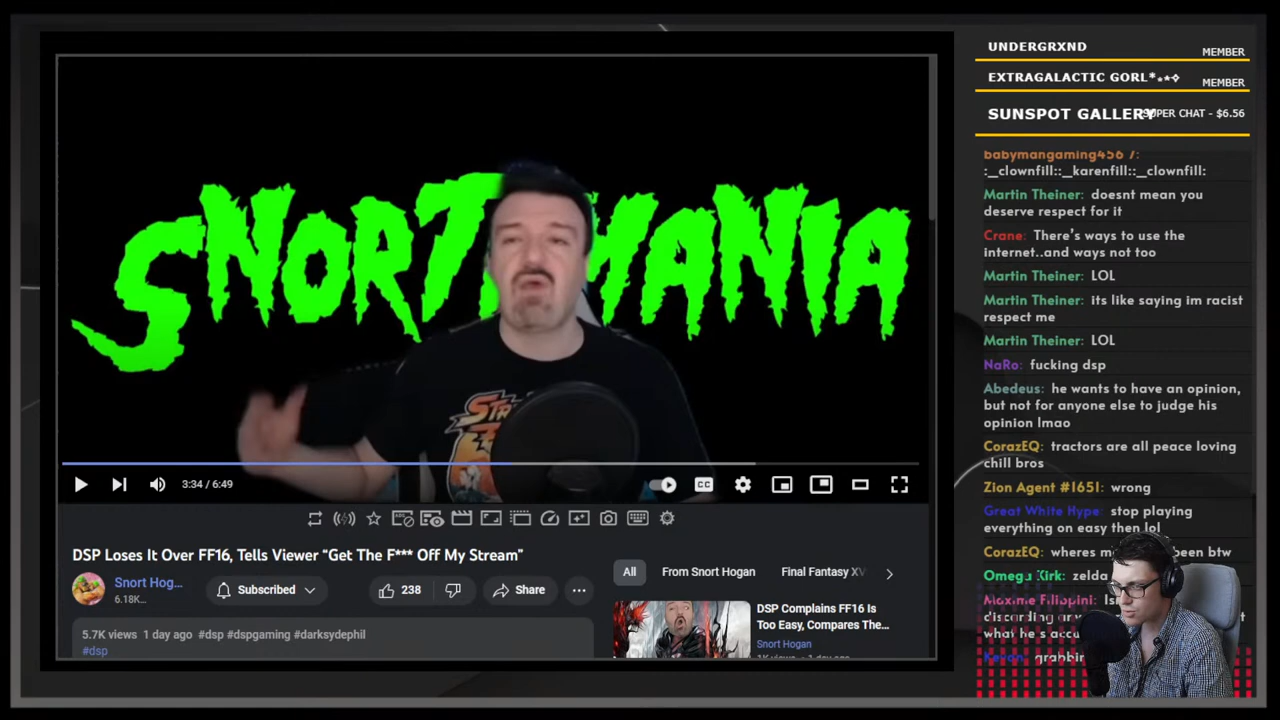 UNDERGRXND
MEMBER
EXTRAGALACTIC GORL*
MEMBER
SUNSPOT GALLERY
SUPER CHAT - $6.56
SNORT MANIA
babymangaming456 7:
:_clownfill::_karenfill::_clownfill:
Martin Theiner: doesnt mean you
deserve respect for it
Crane: There's ways to use the
internet..and ways not too
Martin Theiner: LOL
Martin Theiner: its like saying im racist
respect me
Martin Theiner: LOL
NaRo: fucking dsp
Abedeus: he wants to have an opinion,
but not for anyone else to judge his
opinion lmao
CorazEQ: tractors are all peace loving
chill bros
Zion Agent #1651: wrong
Great White Hype: stop playing
everything on easy then lol
CorazEQ: wheres been btw
Omega Kirk: zelda
Maxime Filippini:
discarding
what he's
grabbin
3:34 / 6:49
CC
DSP Loses It Over FF16, Tells Viewer "Get The F*** Off My Stream"
Snort Hog...
6.18K...
Subscribed
238
Share
All
From Snort Hogan
Final Fantasy XV
5.7K views 1 day ago #dsp #dspgaming #darksydephil
#dsp
DSP Complains FF16 Is
Too Easy, Compares The...
Snort Hogan